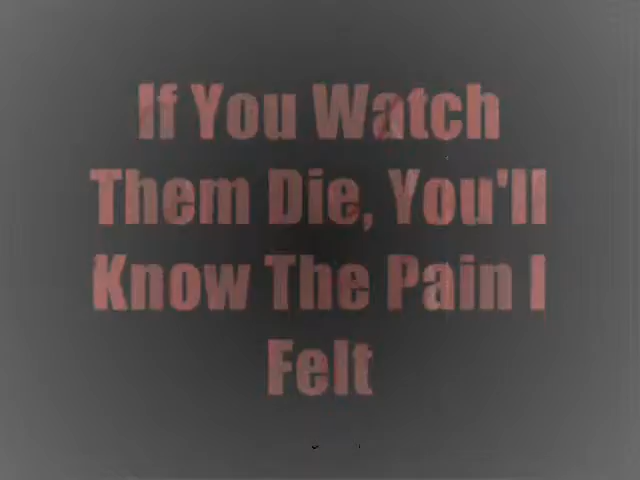 If You Watch
Them Die, You'll
Know The Pain I
Felt